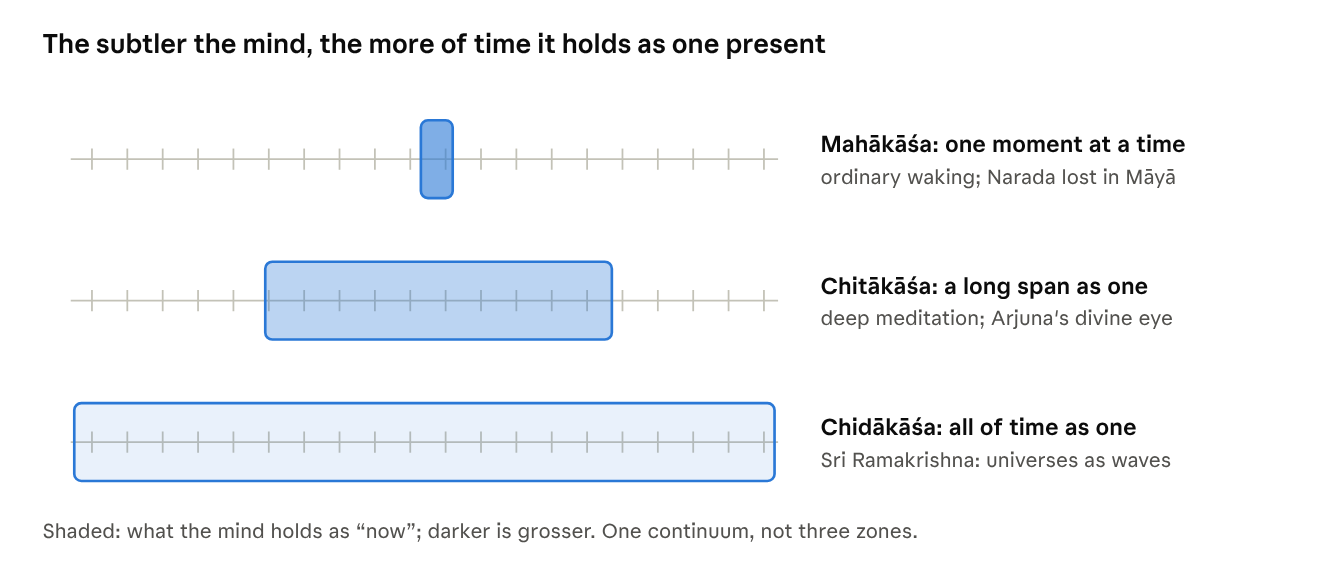 The subtler the mind, the more of time it holds as one present
Mahākāśa: one moment at a time
ordinary waking; Narada lost in Māyā
Chitākāśa: a long span as one
deep meditation; Arjuna's divine eye
Chidākāśa: all of time as one
Sri Ramakrishna: universes as waves
Shaded: what the mind holds as “now”; darker is grosser. One continuum, not three zones.